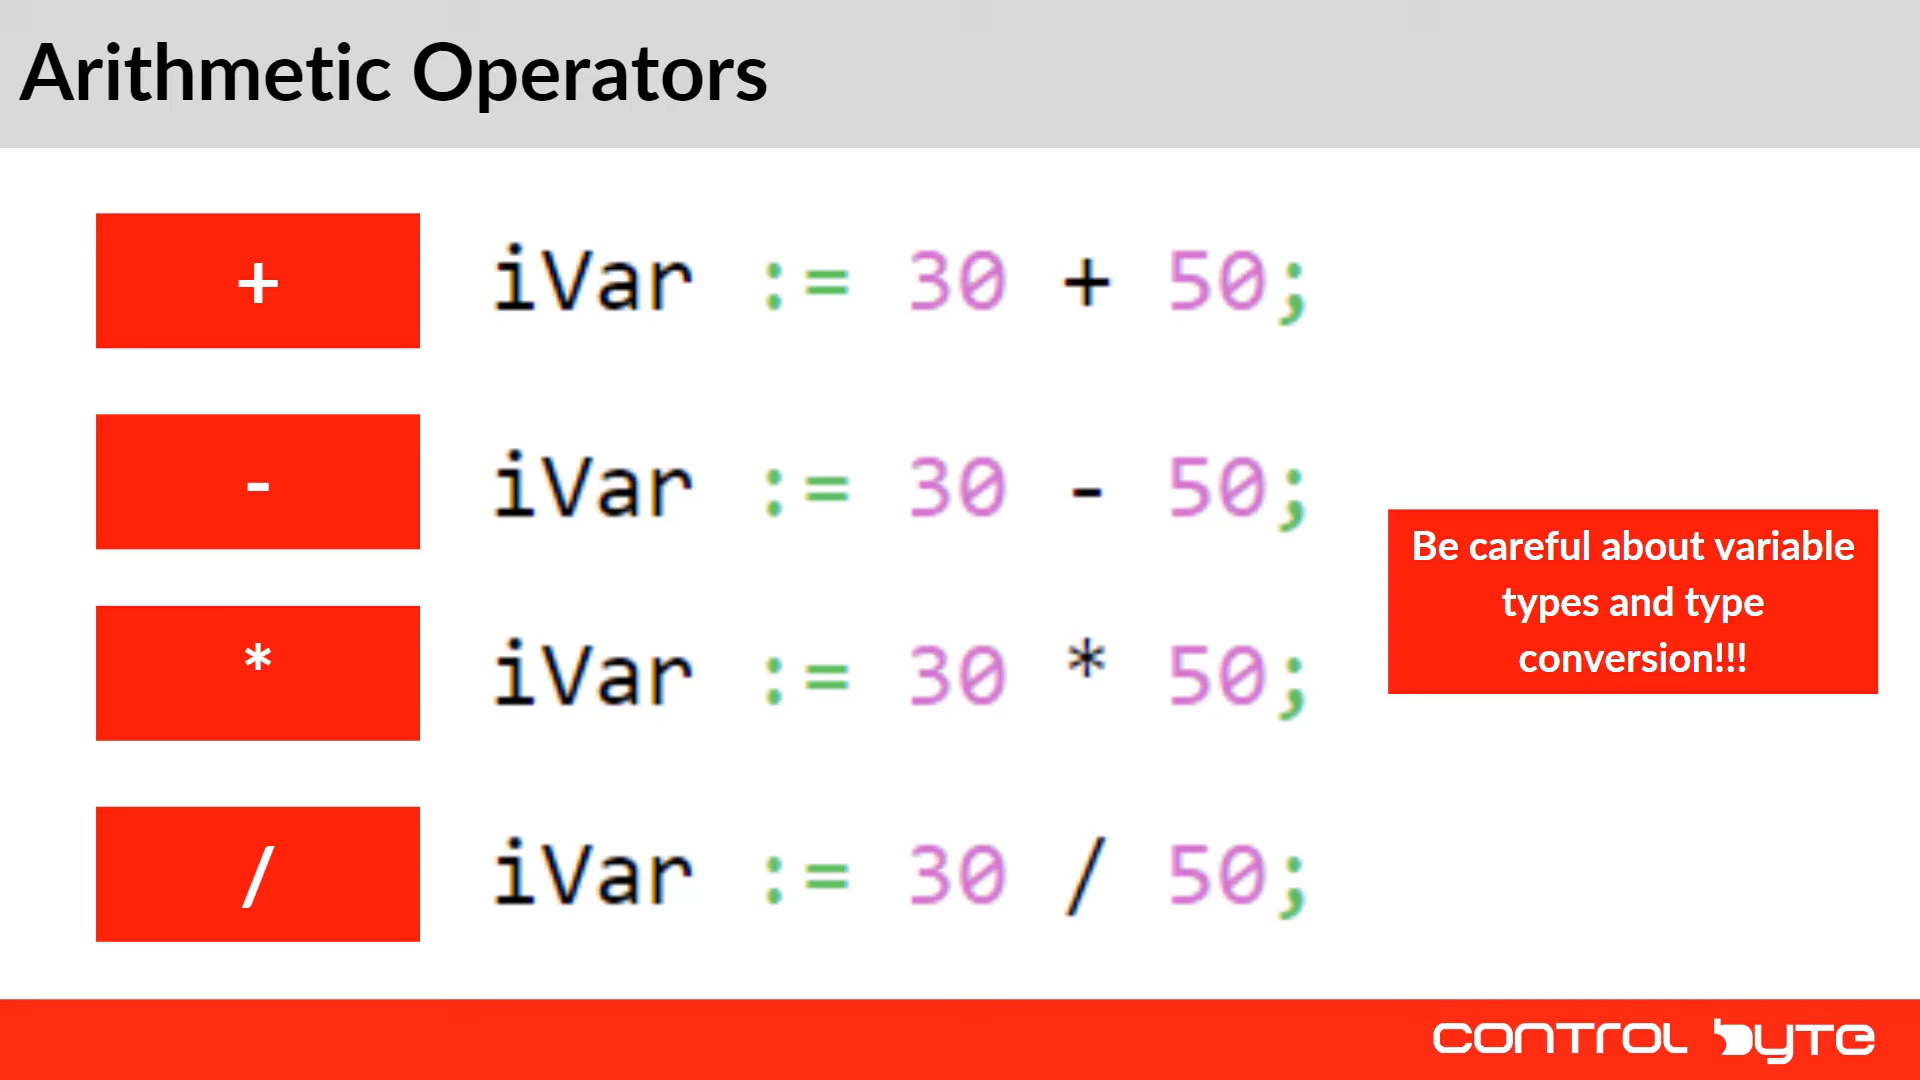 Arithmetic Operators
+
iVar := 30 + 50;
-
iVar := 30 - 50;
*
iVar := 30 * 50;
/
iVar := 30 / 50;
Be careful about variable
types and type
conversion!!!
CONTROL BYTE